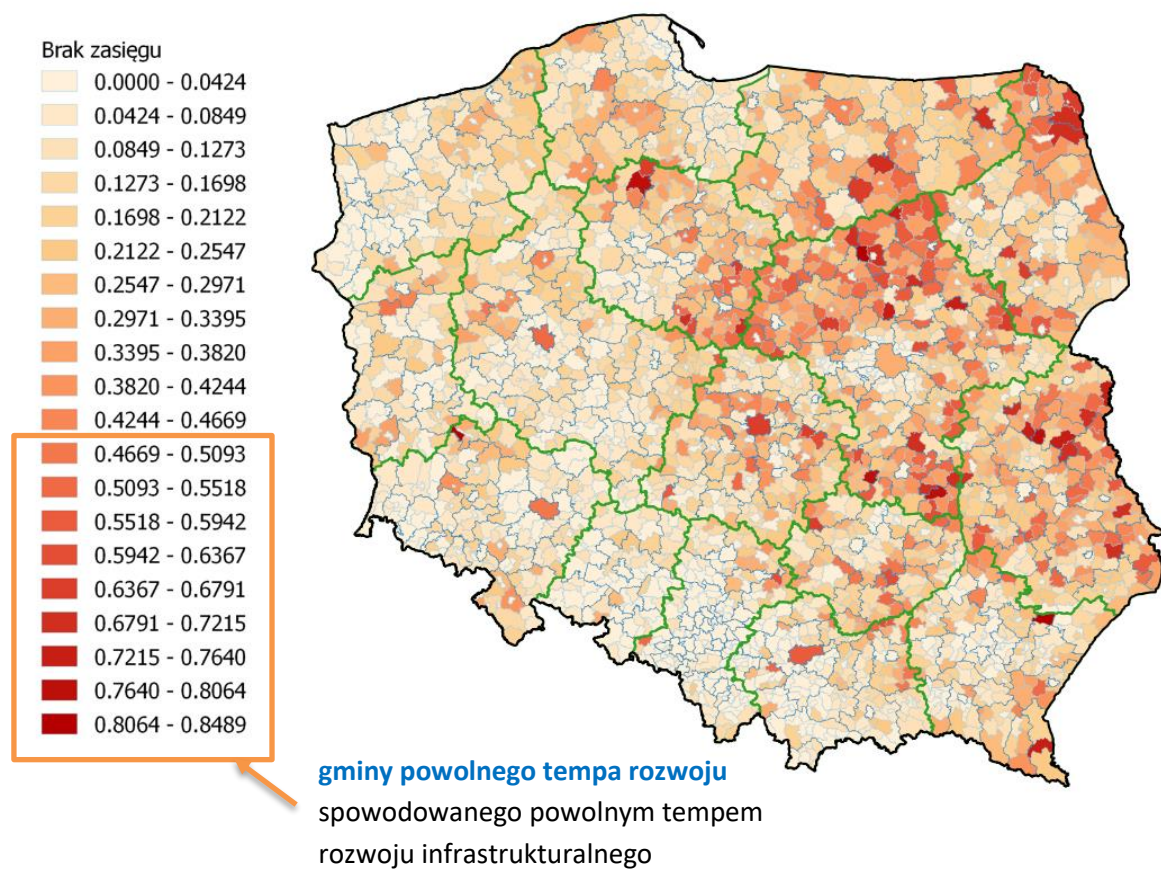 Brak zasięgu
0.0000 - 0.0424
0.0424 - 0.0849
0.0849 - 0.1273
0.1273 - 0.1698
0.1698 - 0.2122
0.2122 - 0.2547
0.2547 - 0.2971
0.2971 - 0.3395
0.3395 - 0.3820
0.3820 - 0.4244
0.4244 - 0.4669
0.4669 - 0.5093
0.5093 - 0.5518
0.5518 - 0.5942
0.5942 - 0.6367
0.6367 - 0.6791
0.6791 - 0.7215
0.7215 - 0.7640
0.7640 - 0.8064
0.8064 - 0.8489
gminy powolnego tempa rozwoju
spowodowanego powolnym tempem
rozwoju infrastrukturalnego